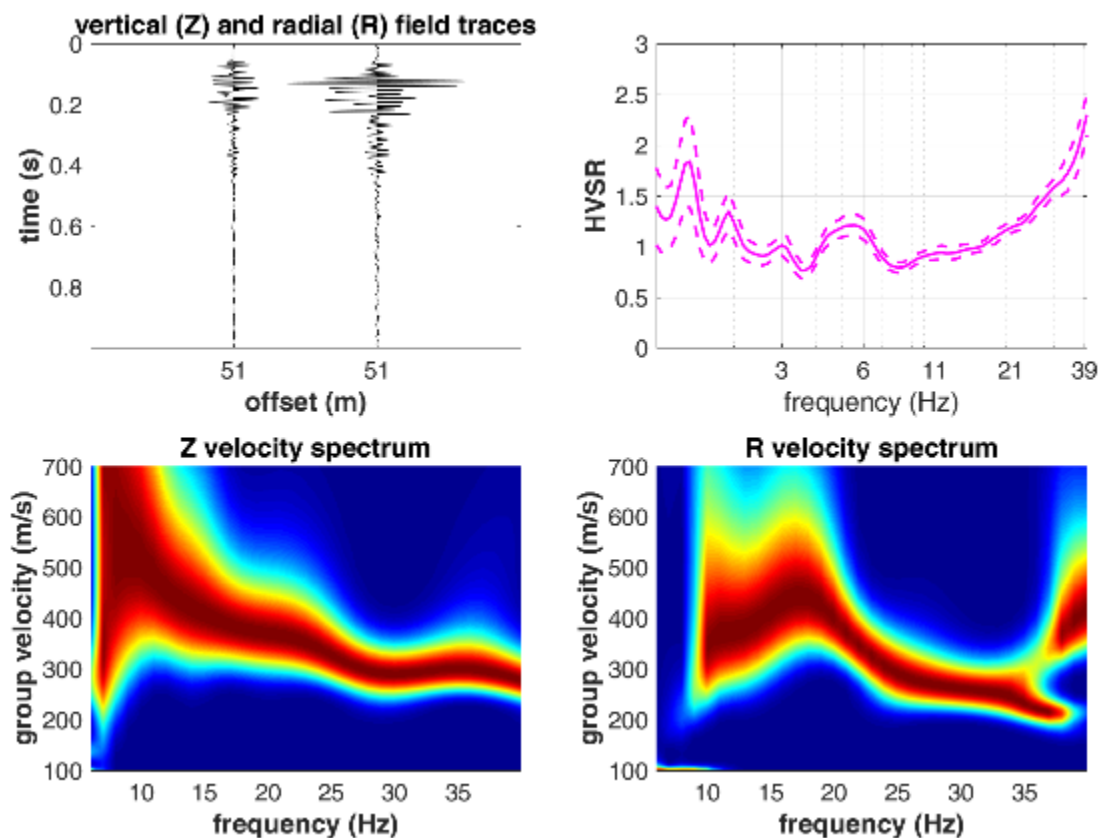 vertical (Z) and radial (R) field traces
0
0.2
0.4
0.6
0.8
time (s)
51 51
offset (m)
3
2.5
2
1.5
1
0.5
0
HVSR
3 6 11 21 39
frequency (Hz)
Z velocity spectrum
700
600
500
400
300
200
100
group velocity (m/s)
10 15 20 25 30 35
frequency (Hz)
R velocity spectrum
700
600
500
400
300
200
100
group velocity (m/s)
10 15 20 25 30 35
frequency (Hz)